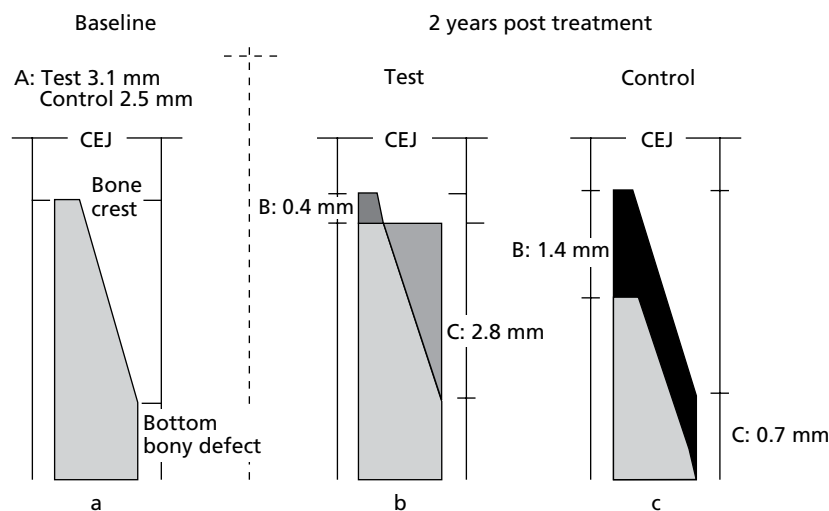 Baseline
2 years post treatment
A: Test 3.1 mm
Control 2.5 mm
Test
Control
CEJ
CEJ
CEJ
Bone
crest
B: 0.4 mm
B: 1.4 mm
C: 2.8 mm
Bottom
bony defect
C: 0.7 mm
a
b
c